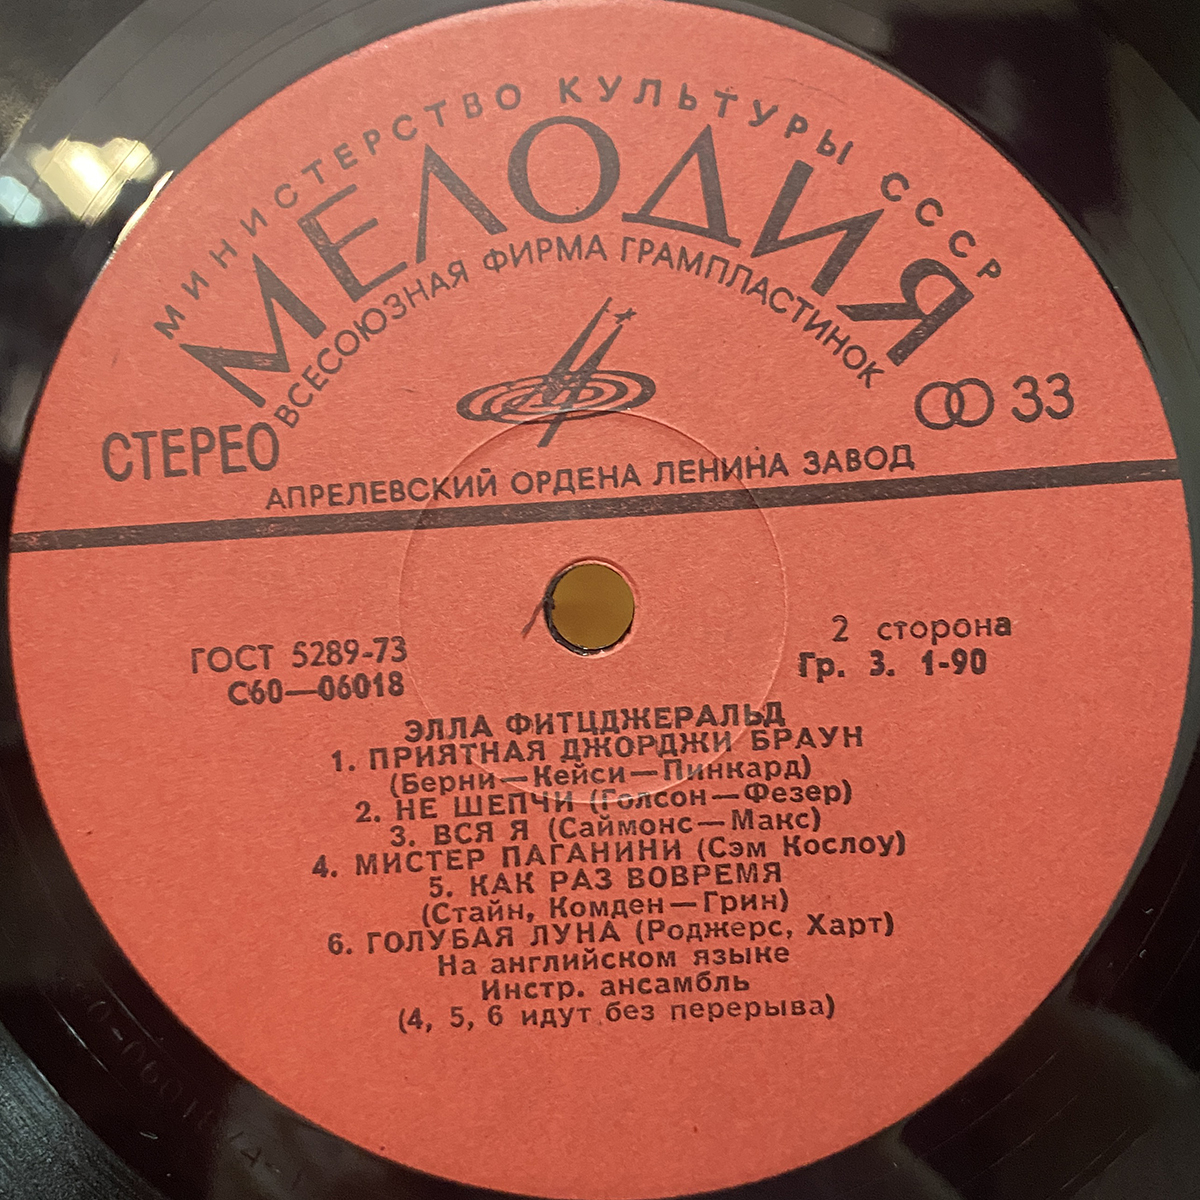 МИНИСТЕРСТВО КУЛЬТУРЫ СССР
МЕЛОДИЯ
ВСЕСОЮЗНАЯ ФИРМА ГРАМПЛАСТИНОК
СТЕРЕО
33
АПРЕЛЕВСКИЙ ОРДЕНА ЛЕНИНА ЗАВОД
ГОСТ 5289-73
С60—06018
2 сторона
Гр. 3. 1-90
ЭЛЛА ФИТЦДЖЕРАЛЬД
1. ПРИЯТНАЯ ДЖОРДЖИ БРАУН
(Берни—Кейси—Пинкард)
2. НЕ ШЕПЧИ (Голсон—Фезер)
3. ВСЯ Я (Саймонс—Макс)
4. МИСТЕР ПАГАНИНИ (Сэм Кослоу)
5. КАК РАЗ ВОВРЕМЯ
(Стайн, Комден—Грин)
6. ГОЛУБАЯ ЛУНА (Роджерс, Харт)
На английском языке
Инстр. ансамбль
(4, 5, 6 идут без перерыва)